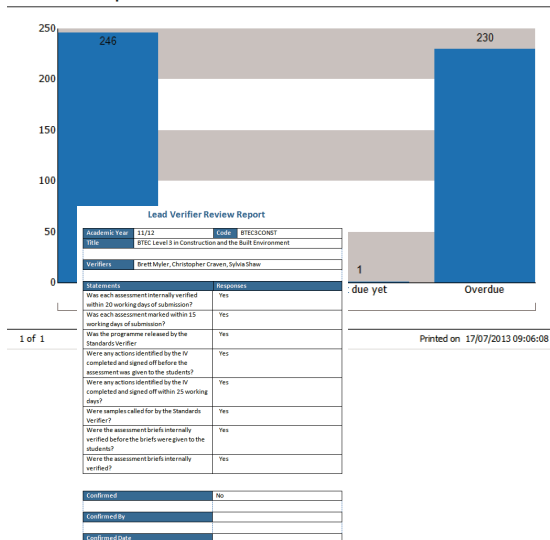 250
246
230
200
150
100
50
0
1
due yet
Overdue
1 of 1
Printed on 17/07/2013 09:06:08
Lead Verifier Review Report
Academic Year 11/12 Code BTEC3CONST
Title BTEC Level 3 in Construction and the Built Environment
Verifiers Brett Myler, Christopher Craven, Sylvia Shaw
Statements Responses
Was each assessment internally verified Yes
within 20 working days of submission?
Was each assessment marked within 15 Yes
working days of submission?
Was the programme released by the Yes
Standards Verifier
Were any actions identified by the IV Yes
completed and signed off before the
assessment was given to the students?
Were any actions identified by the IV Yes
completed and signed off within 25 working
days?
Were samples called for by the Standards Yes
Verifier?
Were the assessment briefs internally Yes
verified before the briefs were given to the
students?
Were the assessment briefs internally Yes
verified?
Confirmed No
Confirmed By
Confirmed Date